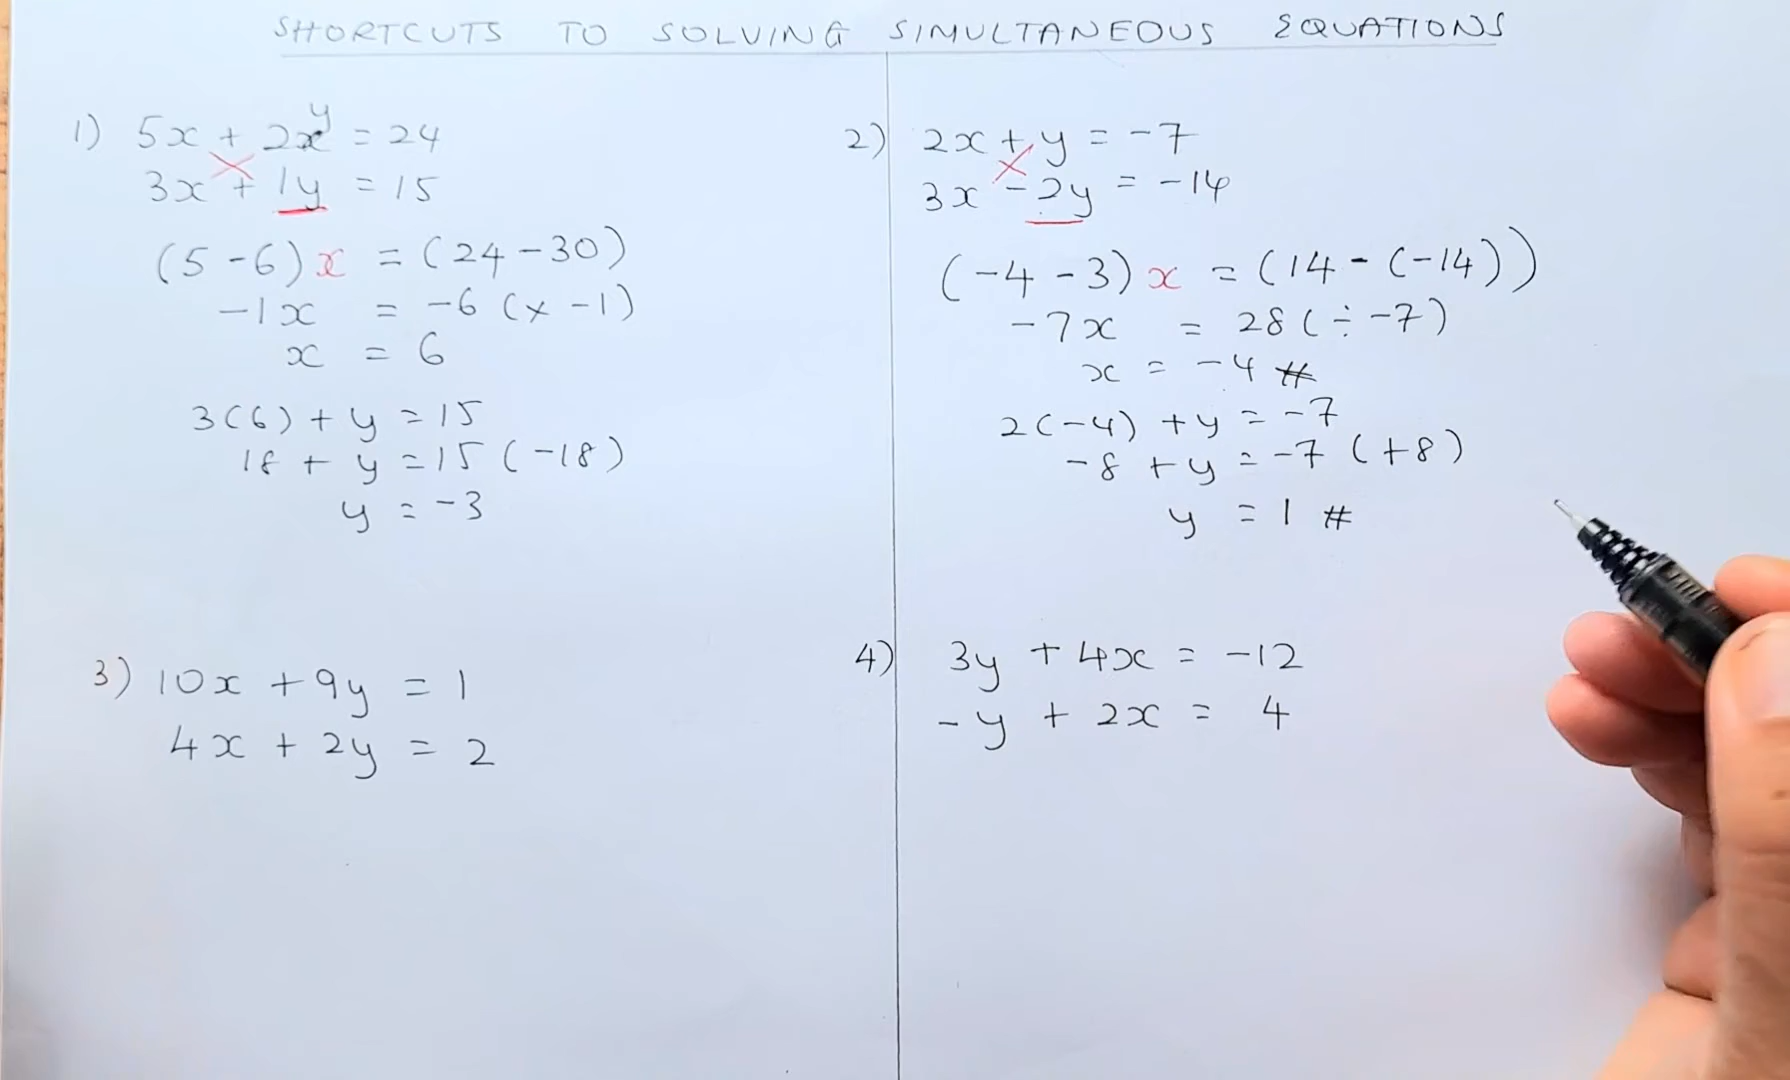 SHORTCUTS TO SOLVING SIMULTANEOUS EQUATIONS
1) 5x + 2y = 24
3x + 1y = 15
(5 - 6) x = (24 - 30)
-1x = -6 (x -1)
x = 6
3(6) + y = 15
18 + y = 15 (-18)
y = -3
2) 2x + y = -7
3x - 2y = -14
(-4 - 3) x = (14 - (-14))
-7x = 28 (÷ -7)
x = -4 #
2(-4) + y = -7
-8 + y = -7 (+8)
y = 1 #
3) 10x + 9y = 1
4x + 2y = 2
4) 3y + 4x = -12
-y + 2x = 4